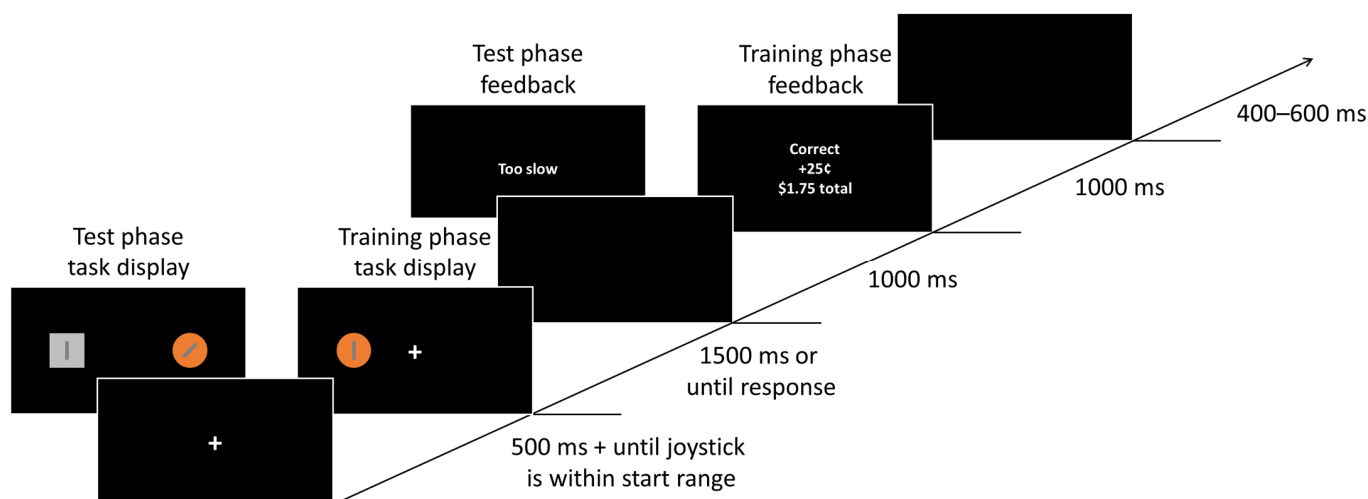 Test phase
feedback
Training phase
feedback
400–600 ms
Too slow
Correct
+25¢
$1.75 total
1000 ms
Test phase
task display
Training phase
task display
1000 ms
1500 ms or
until response
500 ms + until joystick
is within start range